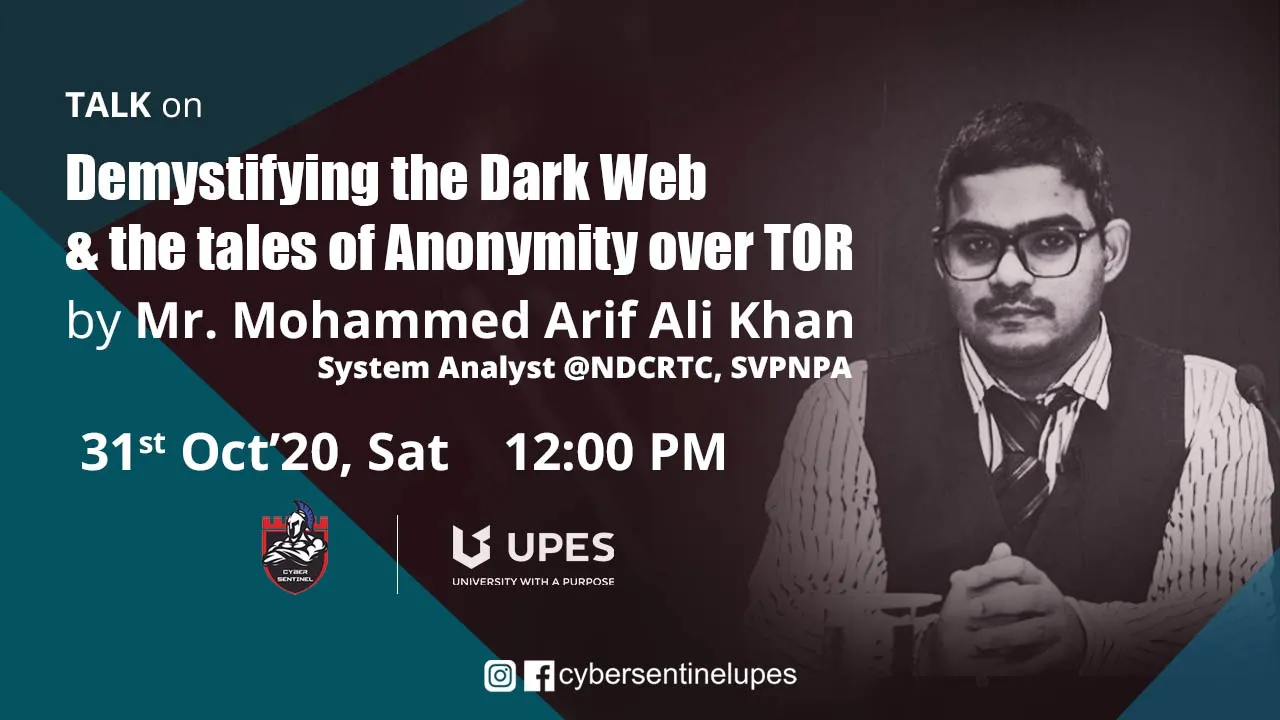 TALK on
Demystifying the Dark Web
& the tales of Anonymity over TOR
by Mr. Mohammed Arif Ali Khan
System Analyst @NDCRTC, SVPNPA
31st Oct’20, Sat 12:00 PM
CYBER
SENTINEL
UPES
UNIVERSITY WITH A PURPOSE
cybersentinelupes